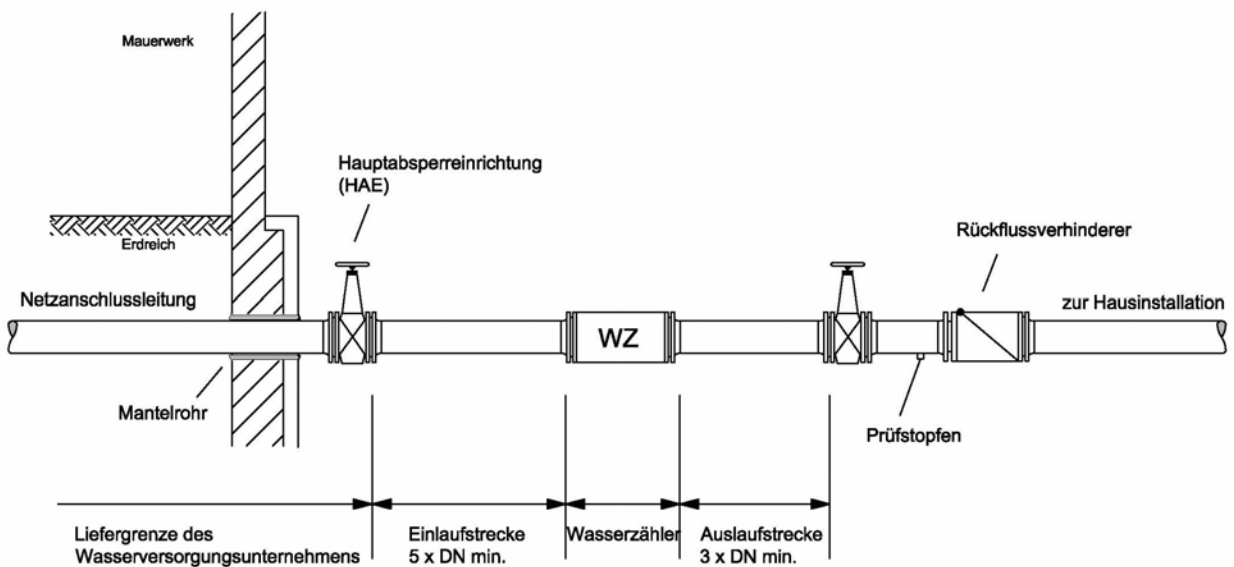 Mauerwerk
Hauptabsperreinrichtung
(HAE)
Erdreich
Rückflussverhinderer
Netzanschlussleitung
zur Hausinstallation
WZ
Mantelrohr
Prüfstopfen
Liefergrenze des
Wasserversorgungsunternehmens
Einlaufstrecke
5 x DN min.
Wasserzähler
Auslaufstrecke
3 x DN min.